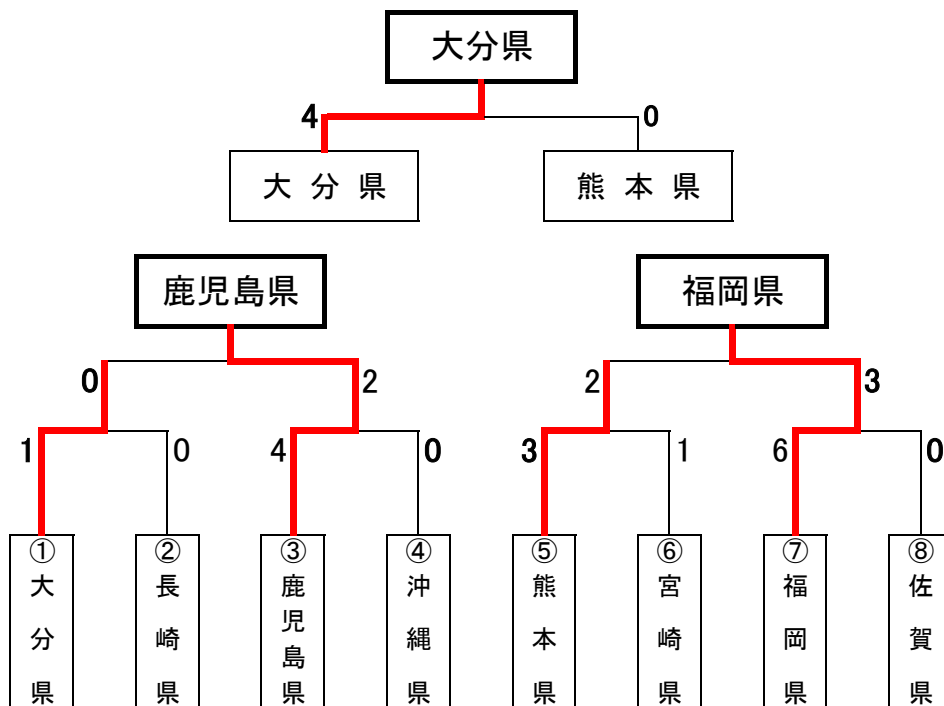 大分県
4 0
大分県 熊本県
鹿児島県 福岡県
0 2 2 3
1 0 4 0 3 1 6 0
① ② ③ ④ ⑤ ⑥ ⑦ ⑧
大分県 長崎県 鹿児島県 沖縄県 熊本県 宮崎県 福岡県 佐賀県